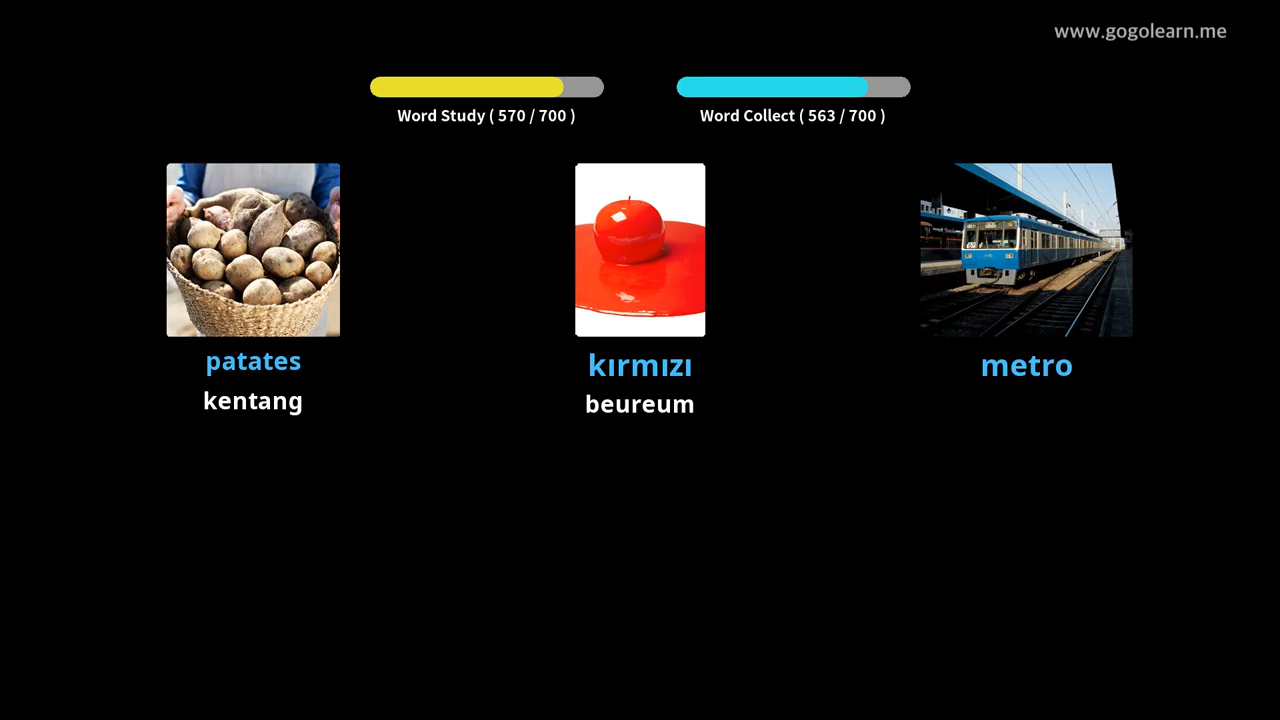 www.gogolearn.me
Word Study ( 570 / 700 )
Word Collect ( 563 / 700 )
patates
kırmızı
metro
kentang
beureum